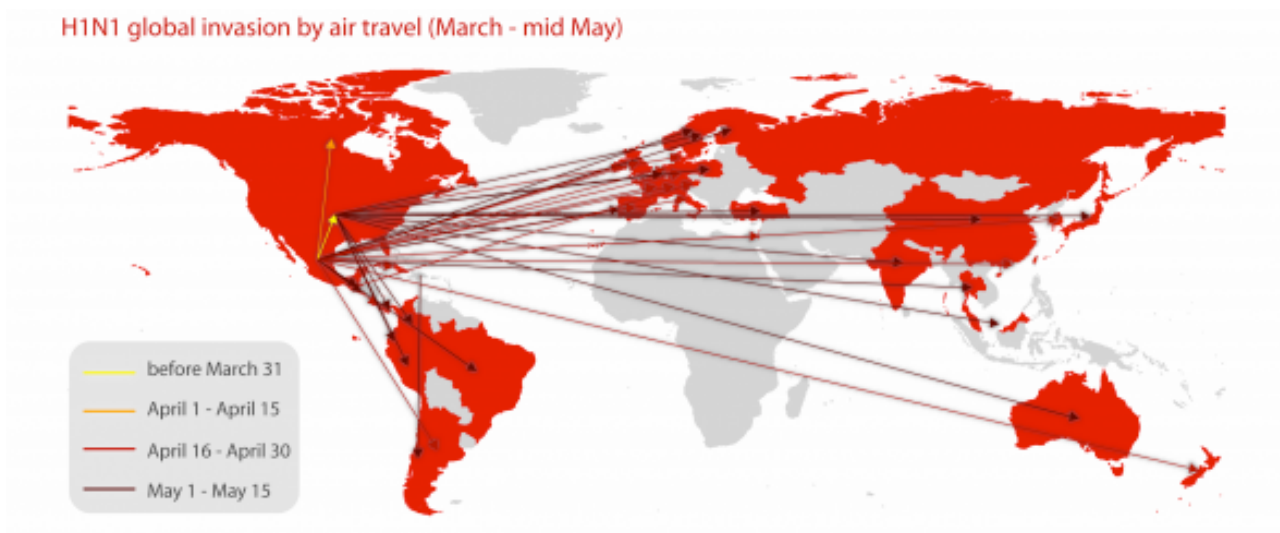 H1N1 global invasion by air travel (March - mid May)
before March 31
April 1 - April 15
April 16 - April 30
May 1 - May 15